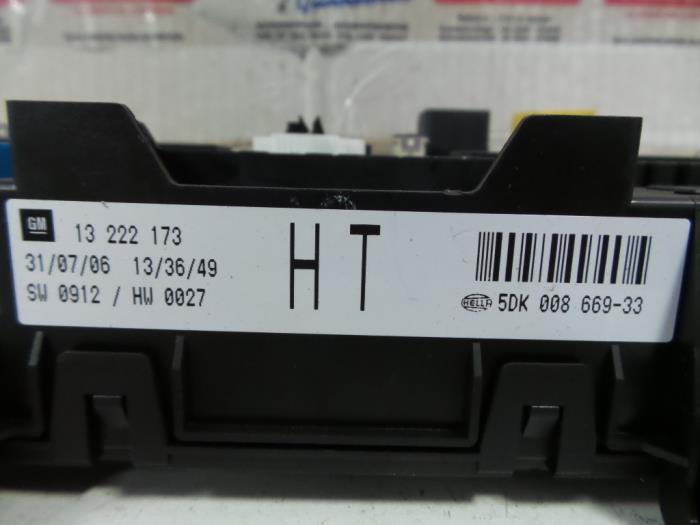 GM 13 222 173
31/07/06 13/36/49
SW 0912 / HW 0027
HT
HELLA 5DK 008 669-33